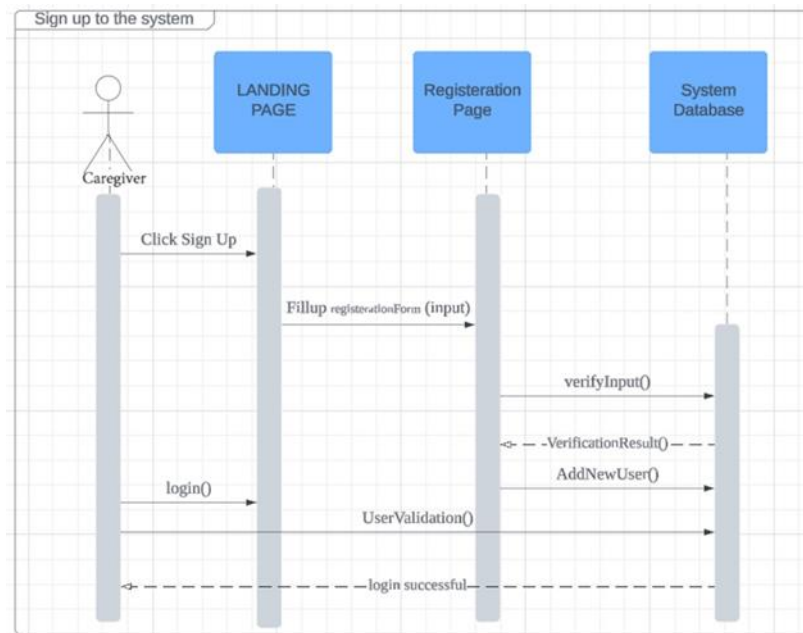 Sign up to the system
LANDING
PAGE
Registeration
Page
System
Database
Caregiver
Click Sign Up
Fillup registerationForm (input)
verifyInput()
VerificationResult()
AddNewUser()
login()
UserValidation()
login successful